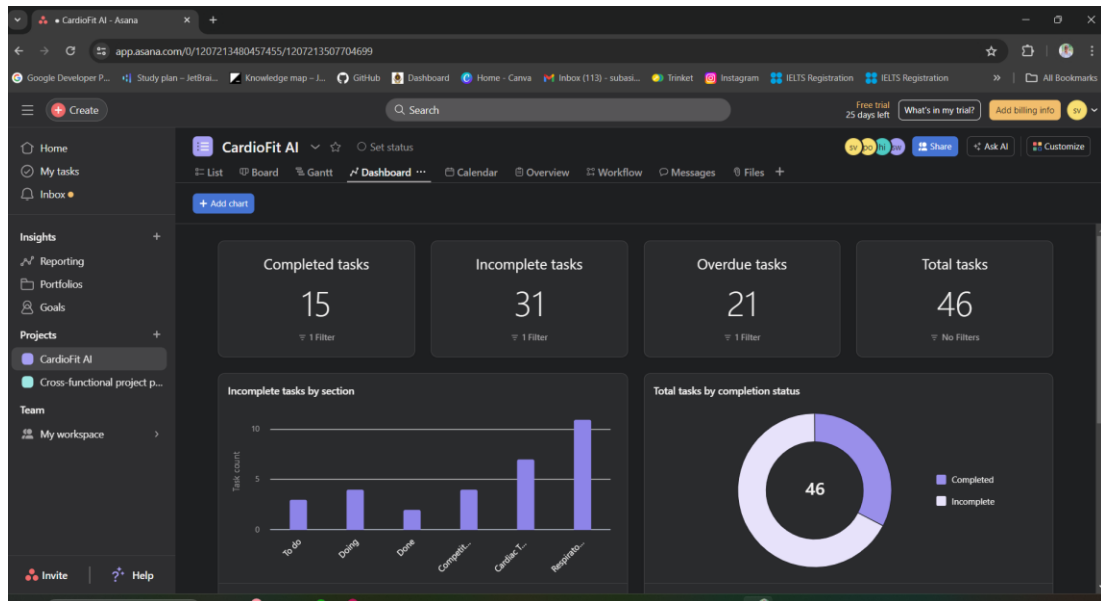 • CardioFit AI - Asana
app.asana.com/0/1207213480457455/1207213507704699
Google Developer P... Study plan – JetBrai... Knowledge map – J... GitHub Dashboard Home - Canva Inbox (113) - subasi... Trinket Instagram IELTS Registration IELTS Registration » All Bookmarks
Create
Search
Free trial
25 days left
What's in my trial?
Add billing info
sv
Home
My tasks
Inbox
Insights
Reporting
Portfolios
Goals
Projects
CardioFit AI
Cross-functional project p...
Team
My workspace
Invite
Help
CardioFit AI
Set status
sv po hi sw
Share
Ask AI
Customize
List Board Gantt Dashboard ... Calendar Overview Workflow Messages Files +
+ Add chart
Completed tasks
15
1 Filter
Incomplete tasks
31
1 Filter
Overdue tasks
21
1 Filter
Total tasks
46
No Filters
Incomplete tasks by section
Task count
10
5
0
To do
Doing
Done
Competit...
Cardiac T...
Respirato...
Total tasks by completion status
46
Completed
Incomplete